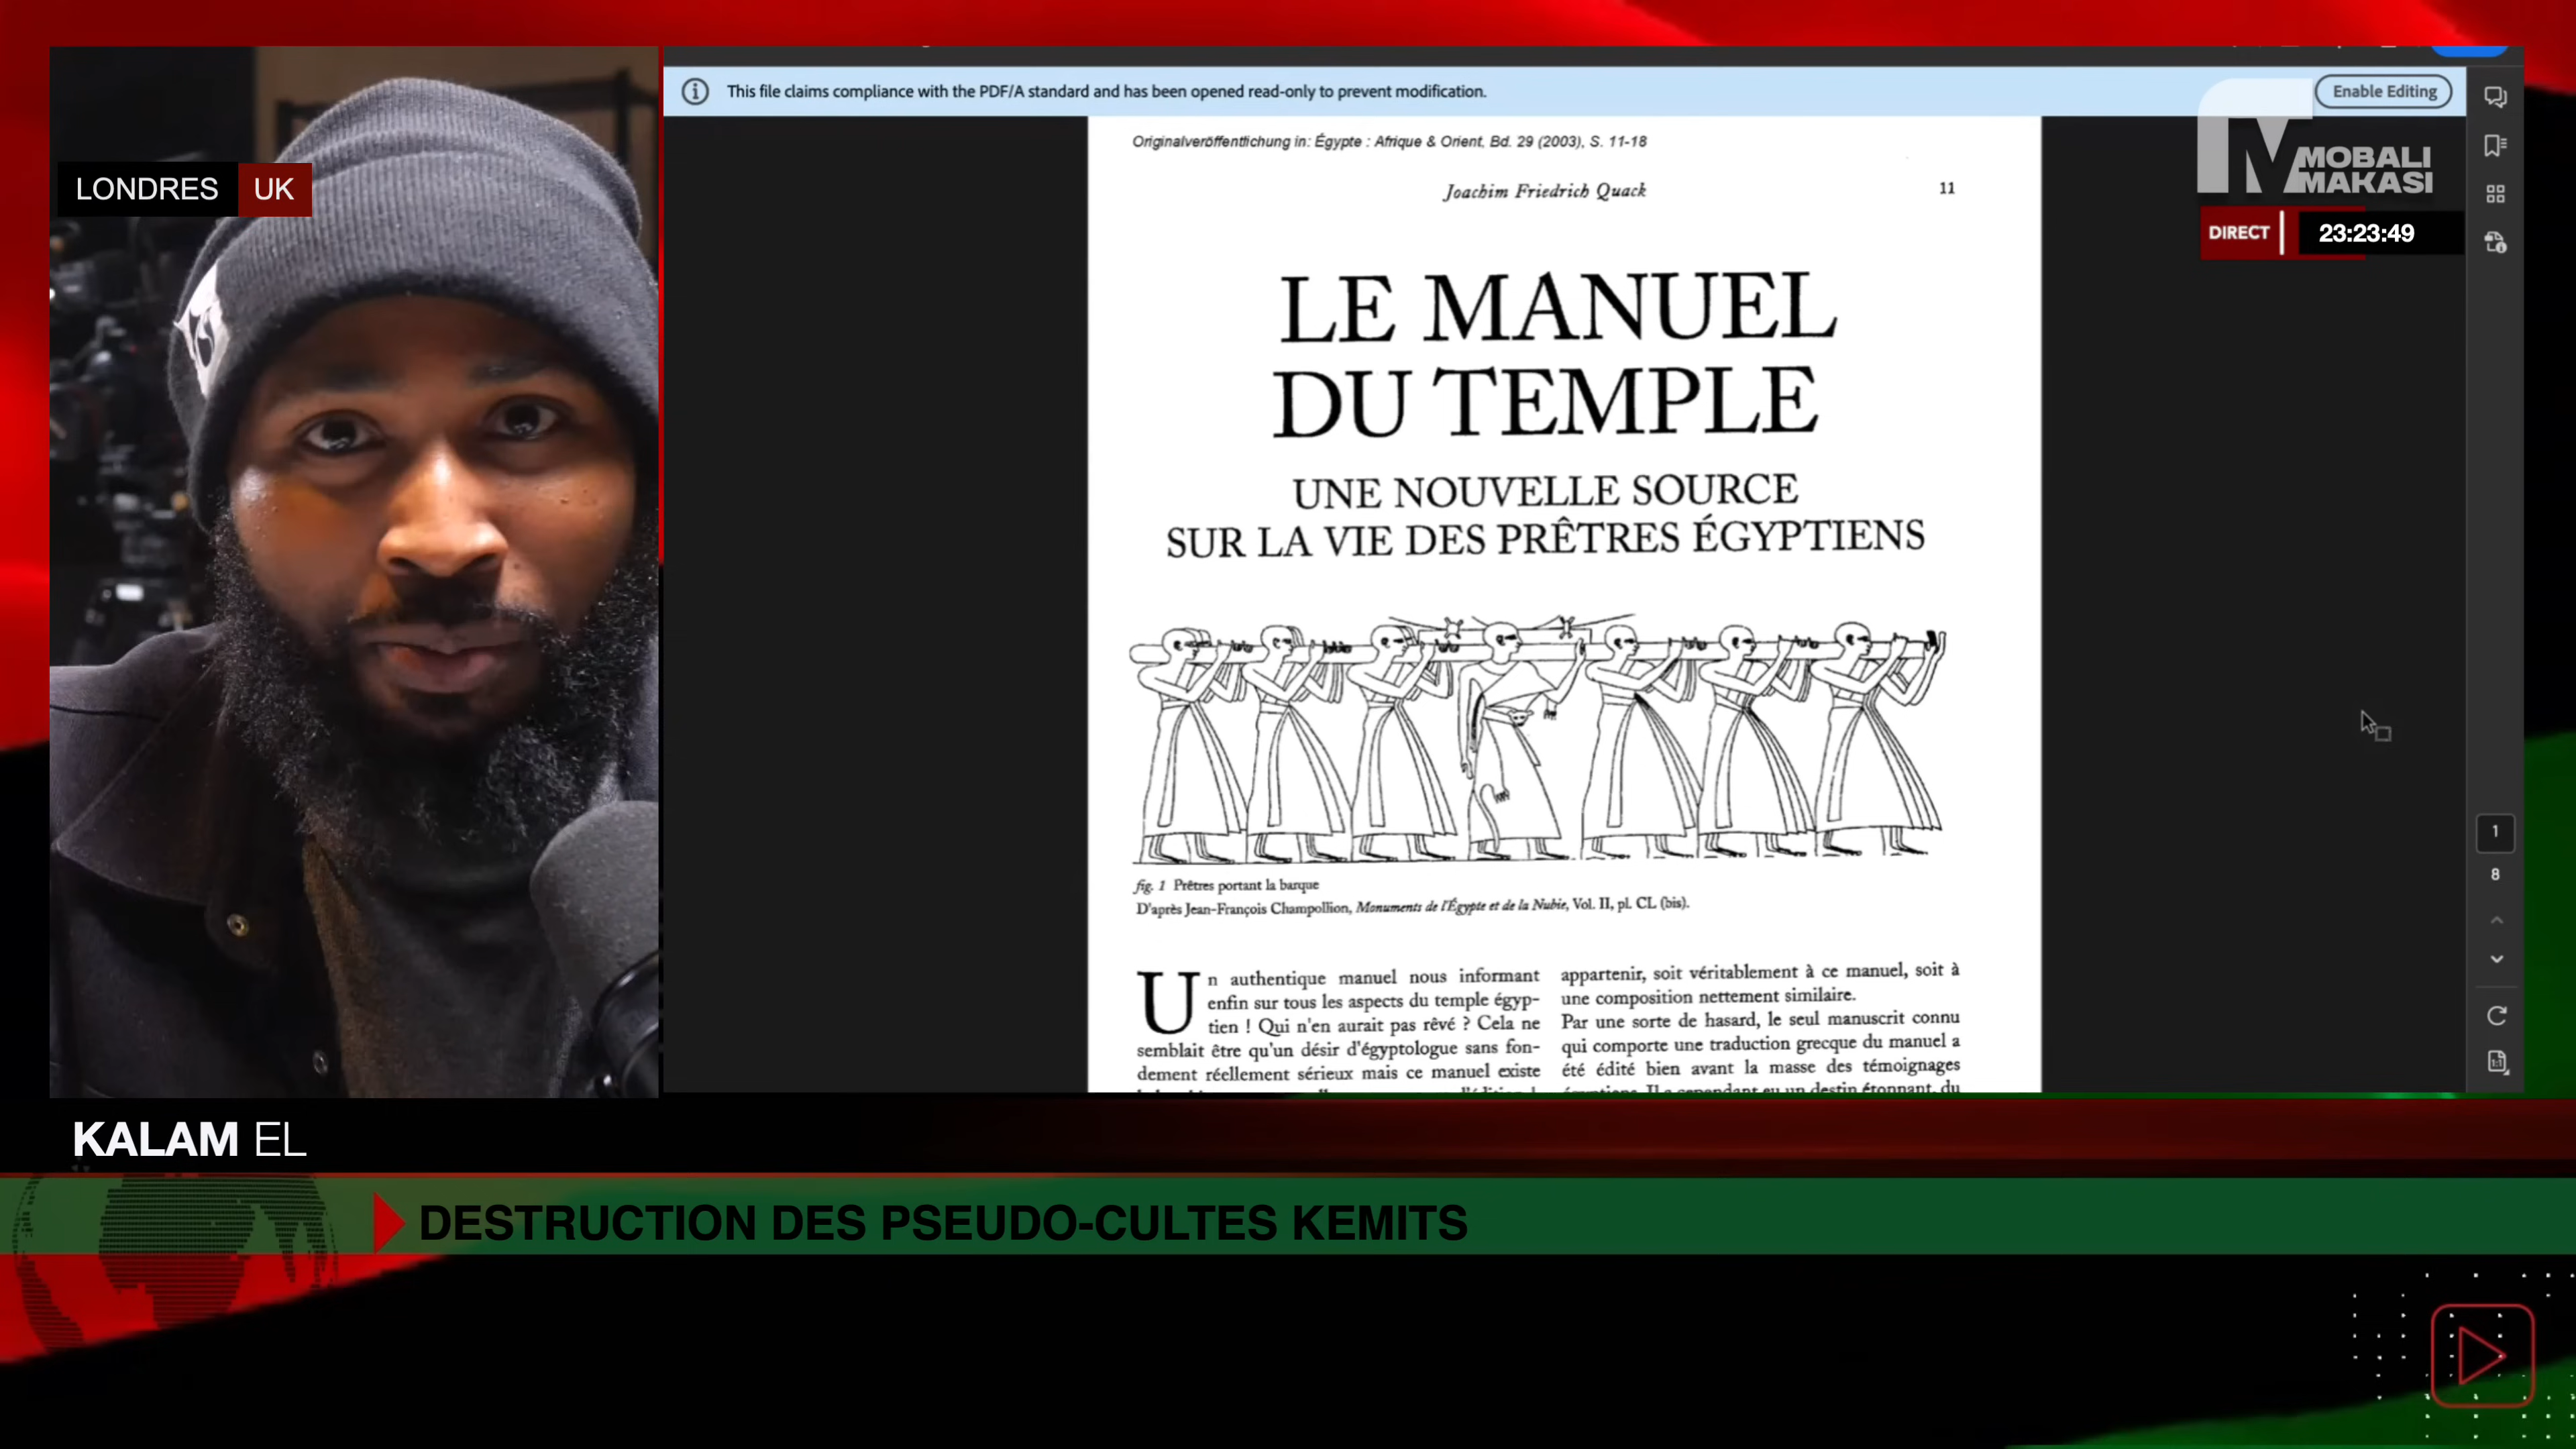 LONDRES UK
This file claims compliance with the PDF/A standard and has been opened read-only to prevent modification.
Enable Editing
MOBALI
MAKASI
DIRECT 23:23:49
Originalveröffentlichung in: Égypte : Afrique & Orient, Bd. 29 (2003), S. 11-18
Joachim Friedrich Quack
11
LE MANUEL
DU TEMPLE
UNE NOUVELLE SOURCE
SUR LA VIE DES PRÊTRES ÉGYPTIENS
fig. 1 Prêtres portant la barque
D'après Jean-François Champollion, Monuments de l'Égypte et de la Nubie, Vol. II, pl. CL (bis).
Un authentique manuel nous informant
enfin sur tous les aspects du temple égyp-
tien ! Qui n'en aurait pas rêvé ? Cela ne
semblait être qu'un désir d'égyptologue sans fon-
dement réellement sérieux mais ce manuel existe
appartenir, soit véritablement à ce manuel, soit à
une composition nettement similaire.
Par une sorte de hasard, le seul manuscrit connu
qui comporte une traduction grecque du manuel a
été édité bien avant la masse des témoignages
1
8
KALAM EL
DESTRUCTION DES PSEUDO-CULTES KEMITS